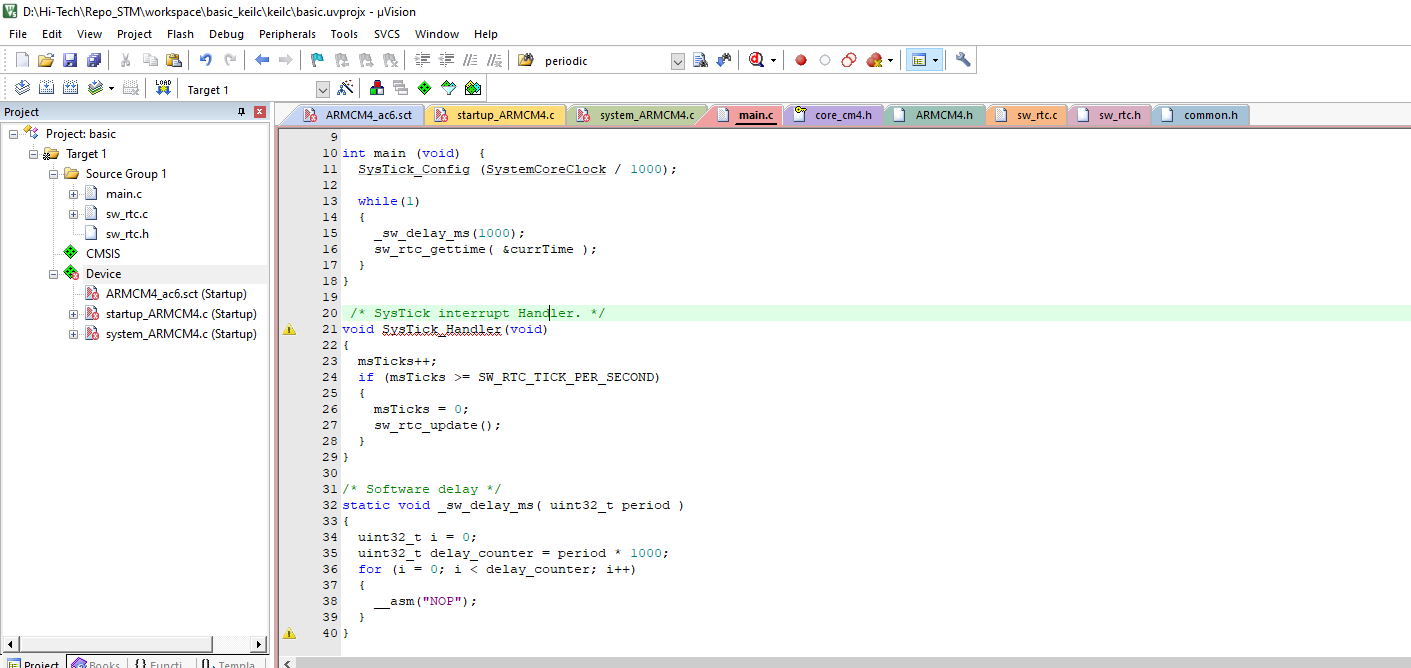 D:\Hi-Tech\Repo_STM\workspace\basic_keilc\keilc\basic.uvprojx - µVision
File Edit View Project Flash Debug Peripherals Tools SVCS Window Help
periodic
LOAD Target 1
Project
ARMCM4_ac6.sct startup_ARMCM4.c system_ARMCM4.c main.c core_cm4.h ARMCM4.h sw_rtc.c sw_rtc.h common.h
Project: basic
Target 1
Source Group 1
main.c
sw_rtc.c
sw_rtc.h
CMSIS
Device
ARMCM4_ac6.sct (Startup)
startup_ARMCM4.c (Startup)
system_ARMCM4.c (Startup)
Project Books {} Functi... Templa...
9
10 int main (void)  {
11   SysTick_Config (SystemCoreClock / 1000);
12
13   while(1)
14   {
15     _sw_delay_ms(1000);
16     sw_rtc_gettime( &currTime );
17   }
18 }
19
20  /* SysTick interrupt Handler. */
21 void SysTick_Handler(void)
22 {
23   msTicks++;
24   if (msTicks >= SW_RTC_TICK_PER_SECOND)
25   {
26     msTicks = 0;
27     sw_rtc_update();
28   }
29 }
30
31 /* Software delay */
32 static void _sw_delay_ms( uint32_t period )
33 {
34   uint32_t i = 0;
35   uint32_t delay_counter = period * 1000;
36   for (i = 0; i < delay_counter; i++)
37   {
38     __asm("NOP");
39   }
40 }